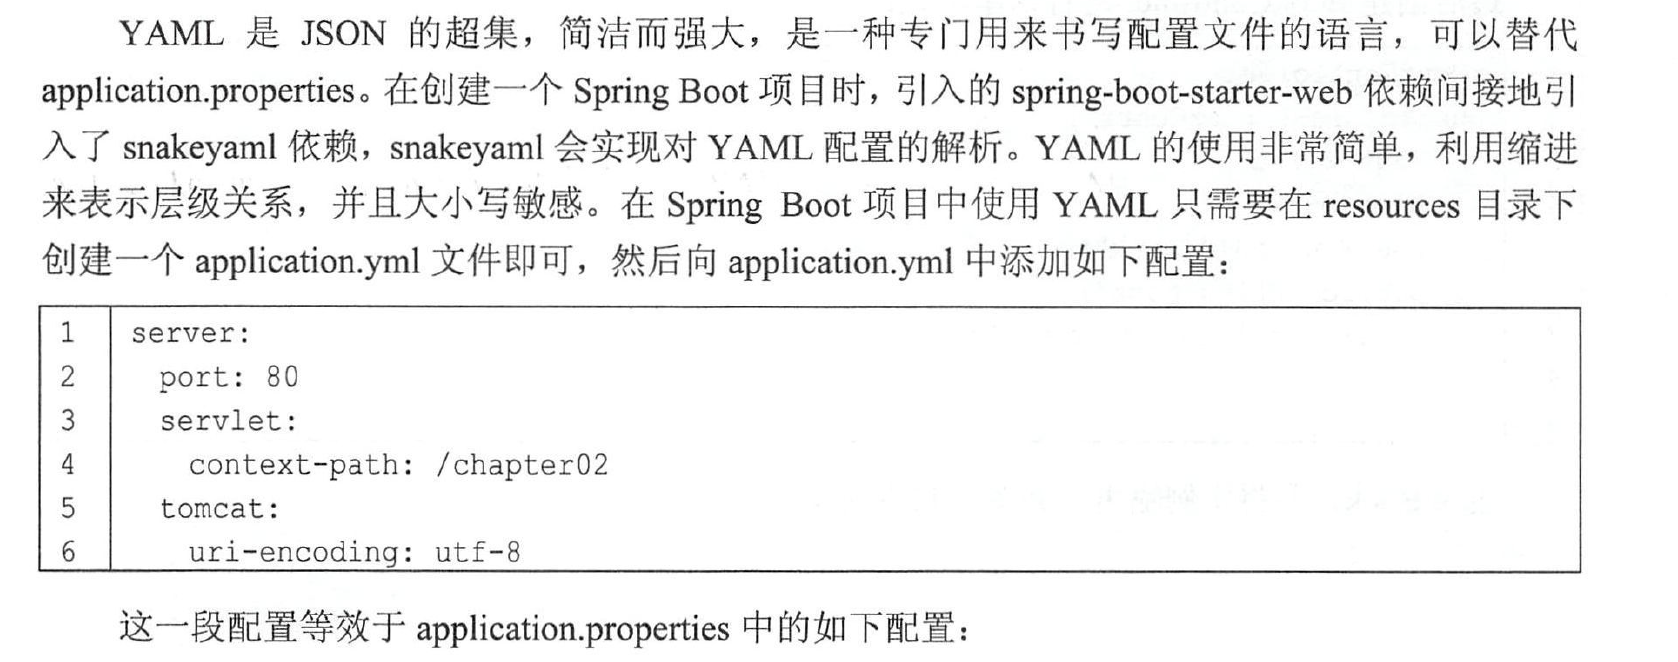 YAML 是 JSON 的超集，简洁而强大，是一种专门用来书写配置文件的语言，可以替代
application.properties。在创建一个 Spring Boot 项目时，引入的 spring-boot-starter-web 依赖间接地引
入了 snakeyaml 依赖，snakeyaml 会实现对 YAML 配置的解析。YAML 的使用非常简单，利用缩进
来表示层级关系，并且大小写敏感。在 Spring Boot 项目中使用 YAML 只需要在 resources 目录下
创建一个 application.yml 文件即可，然后向 application.yml 中添加如下配置：
1 server:
2   port: 80
3   servlet:
4     context-path: /chapter02
5   tomcat:
6     uri-encoding: utf-8
这一段配置等效于 application.properties 中的如下配置：